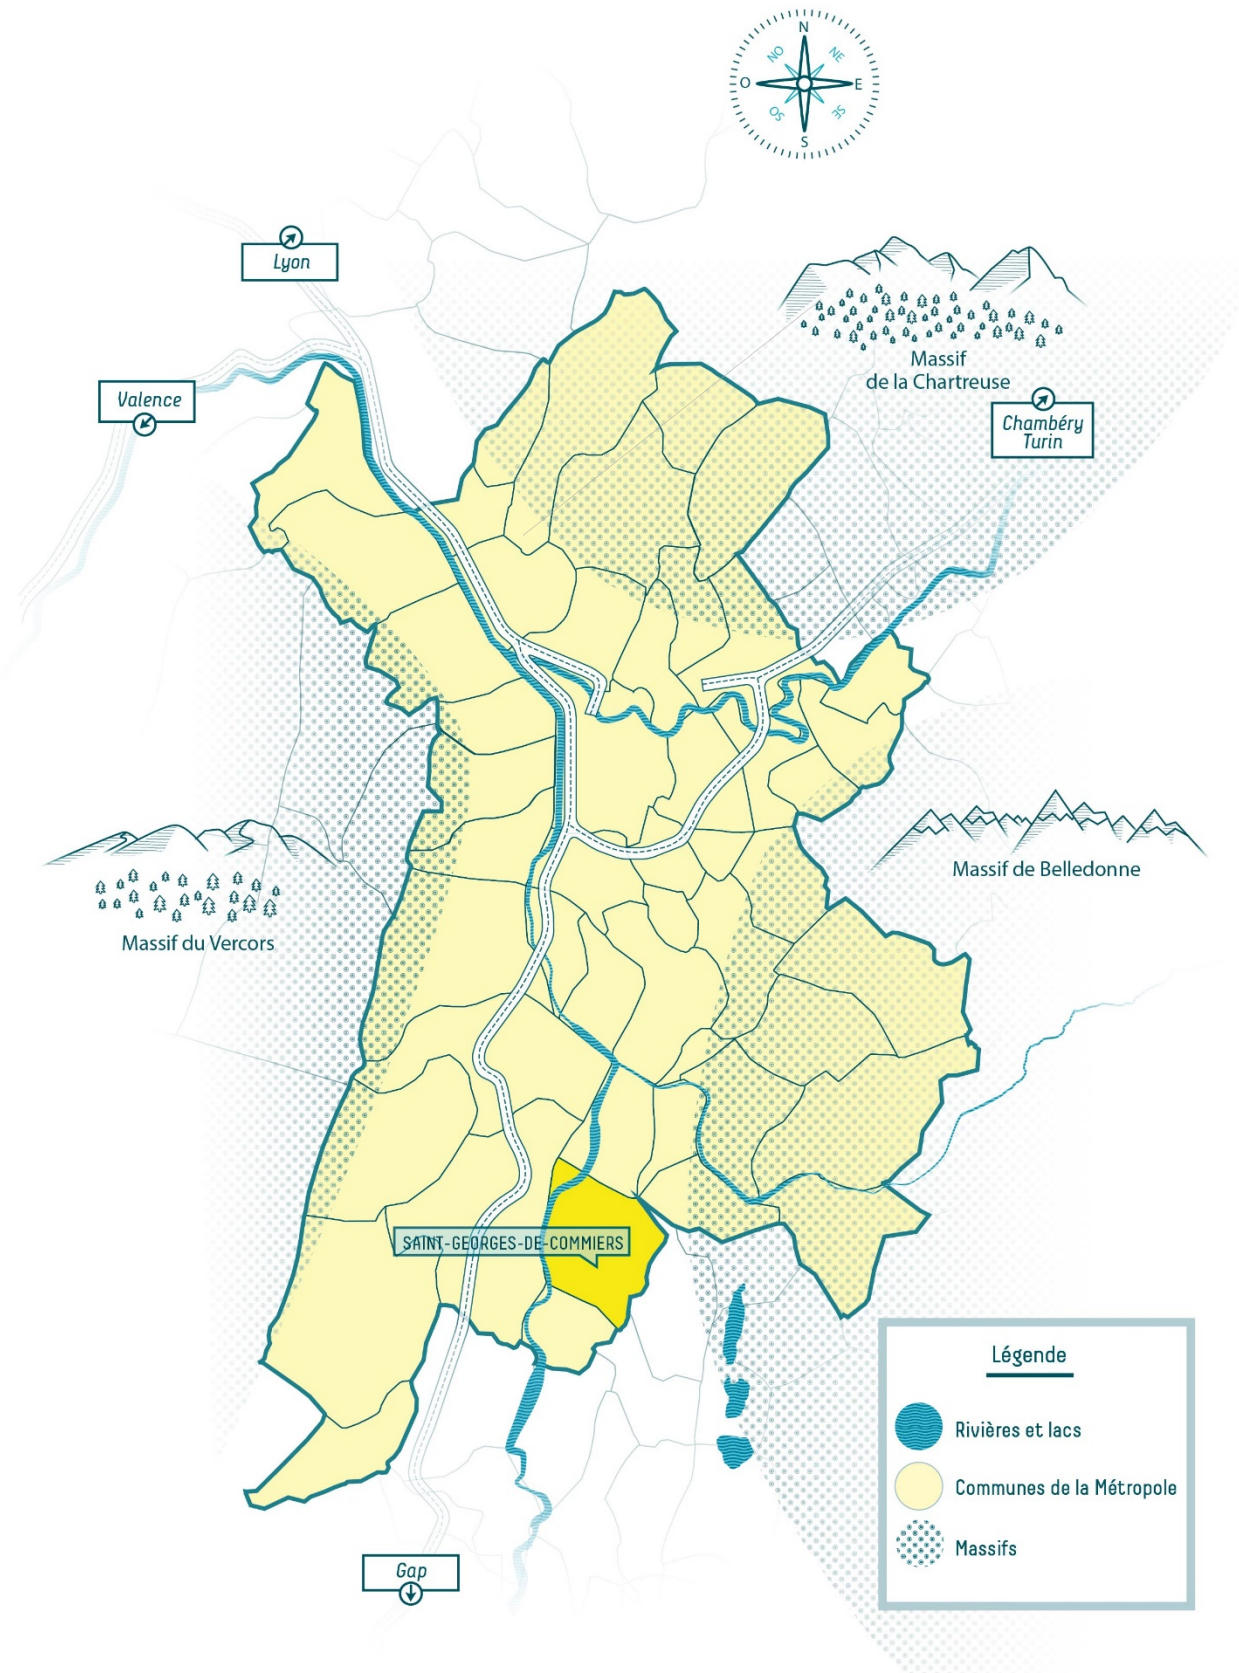 N
NO
NE
O
E
SO
SE
S
Lyon
Valence
Massif
de la Chartreuse
Chambéry
Turin
Massif de Belledonne
Massif du Vercors
SAINT-GEORGES-DE-COMMIERS
Légende
Rivières et lacs
Communes de la Métropole
Massifs
Gap